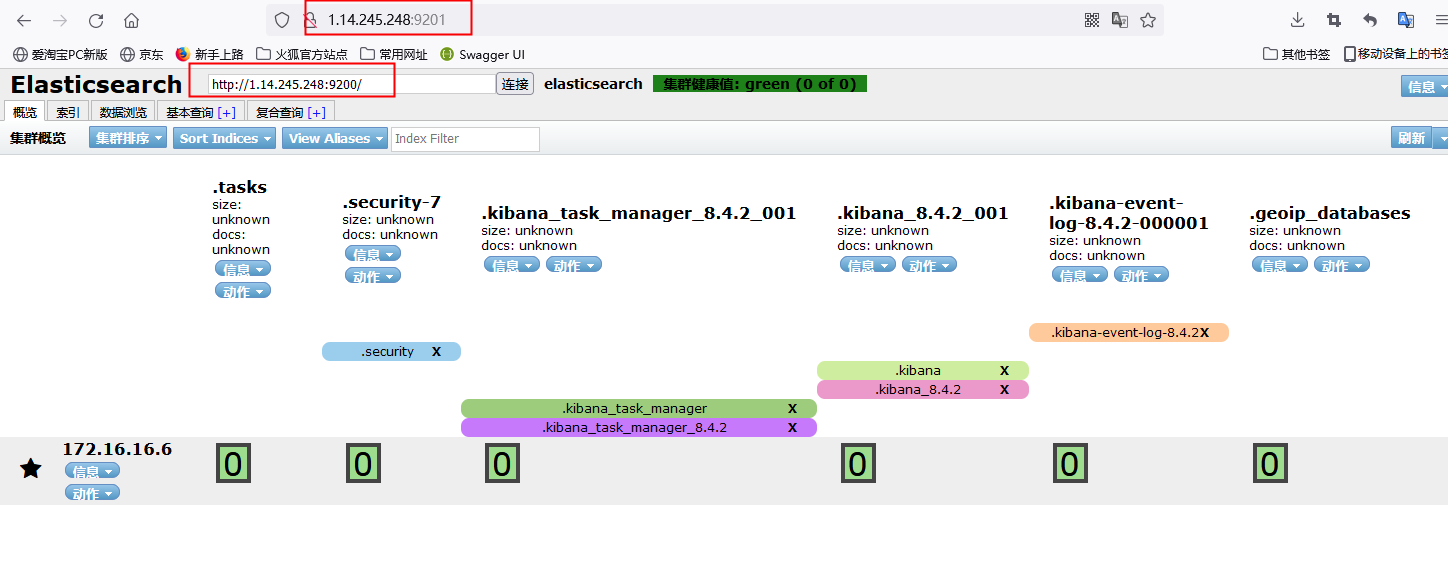 1.14.245.248:9201
爱淘宝PC新版 京东 新手上路 火狐官方站点 常用网址 Swagger UI 其他书签 移动设备上的书签
Elasticsearch http://1.14.245.248:9200/ 连接 elasticsearch 集群健康值: green (0 of 0) 信息
概览 索引 数据浏览 基本查询 [+] 复合查询 [+]
集群概览 集群排序 Sort Indices View Aliases Index Filter 刷新
.tasks
size:
unknown
docs:
unknown
信息
动作
.security-7
size: unknown
docs: unknown
信息
动作
.kibana_task_manager_8.4.2_001
size: unknown
docs: unknown
信息 动作
.kibana_8.4.2_001
size: unknown
docs: unknown
信息 动作
.kibana-event-
log-8.4.2-000001
size: unknown
docs: unknown
信息 动作
.geoip_databases
size: unknown
docs: unknown
信息 动作
.kibana-event-log-8.4.2X
.security X
.kibana X
.kibana_8.4.2 X
.kibana_task_manager X
.kibana_task_manager_8.4.2 X
172.16.16.6
信息
动作
0 0 0 0 0 0